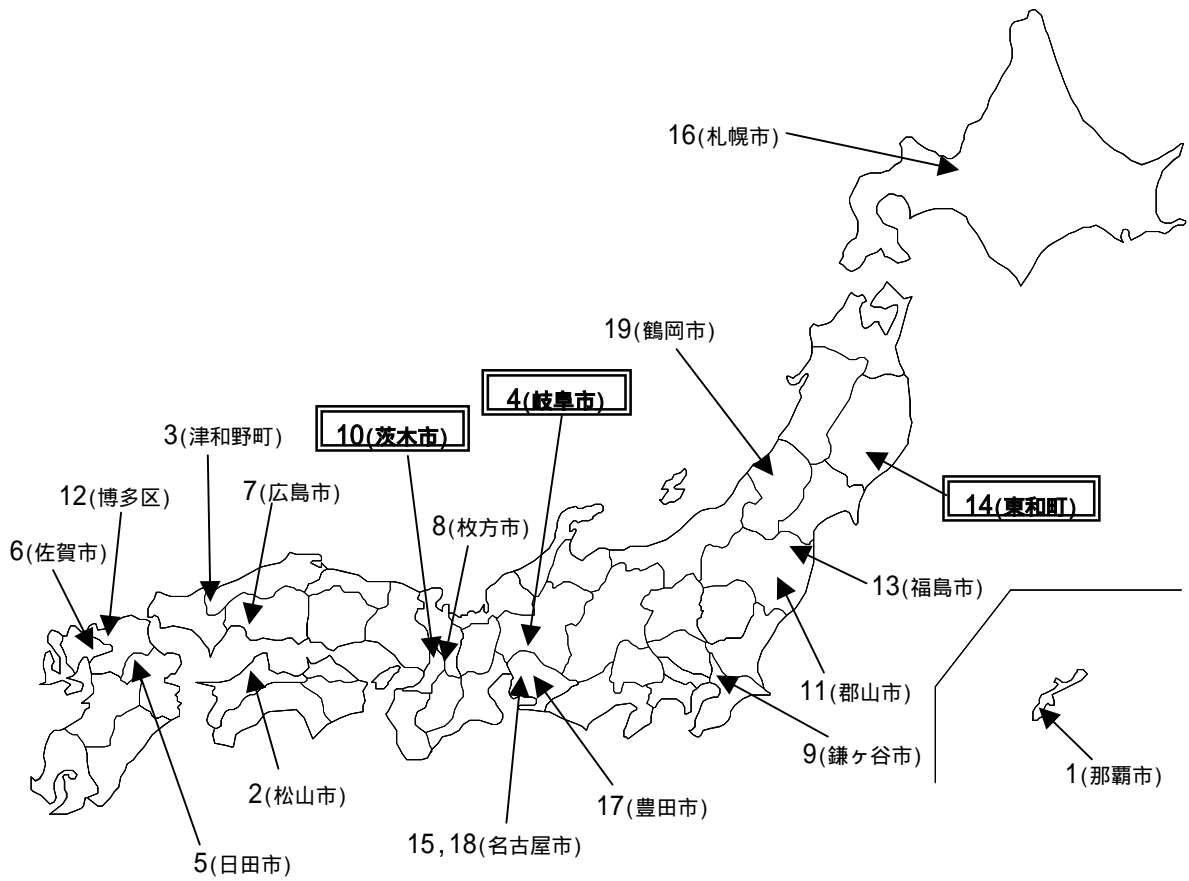 16(札幌市)
19(鶴岡市)
4(岐阜市)
10(茨木市)
3(津和野町)
7(広島市)
12(博多区)
8(枚方市)
14(東和町)
6(佐賀市)
13(福島市)
11(郡山市)
9(鎌ヶ谷市)
1(那覇市)
2(松山市)
17(豊田市)
15,18(名古屋市)
5(日田市)